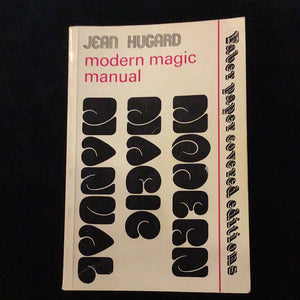 JEAN HUGARD
modern magic
manual
MODERN
MAGIC
MANUAL
Faber paper covered editions